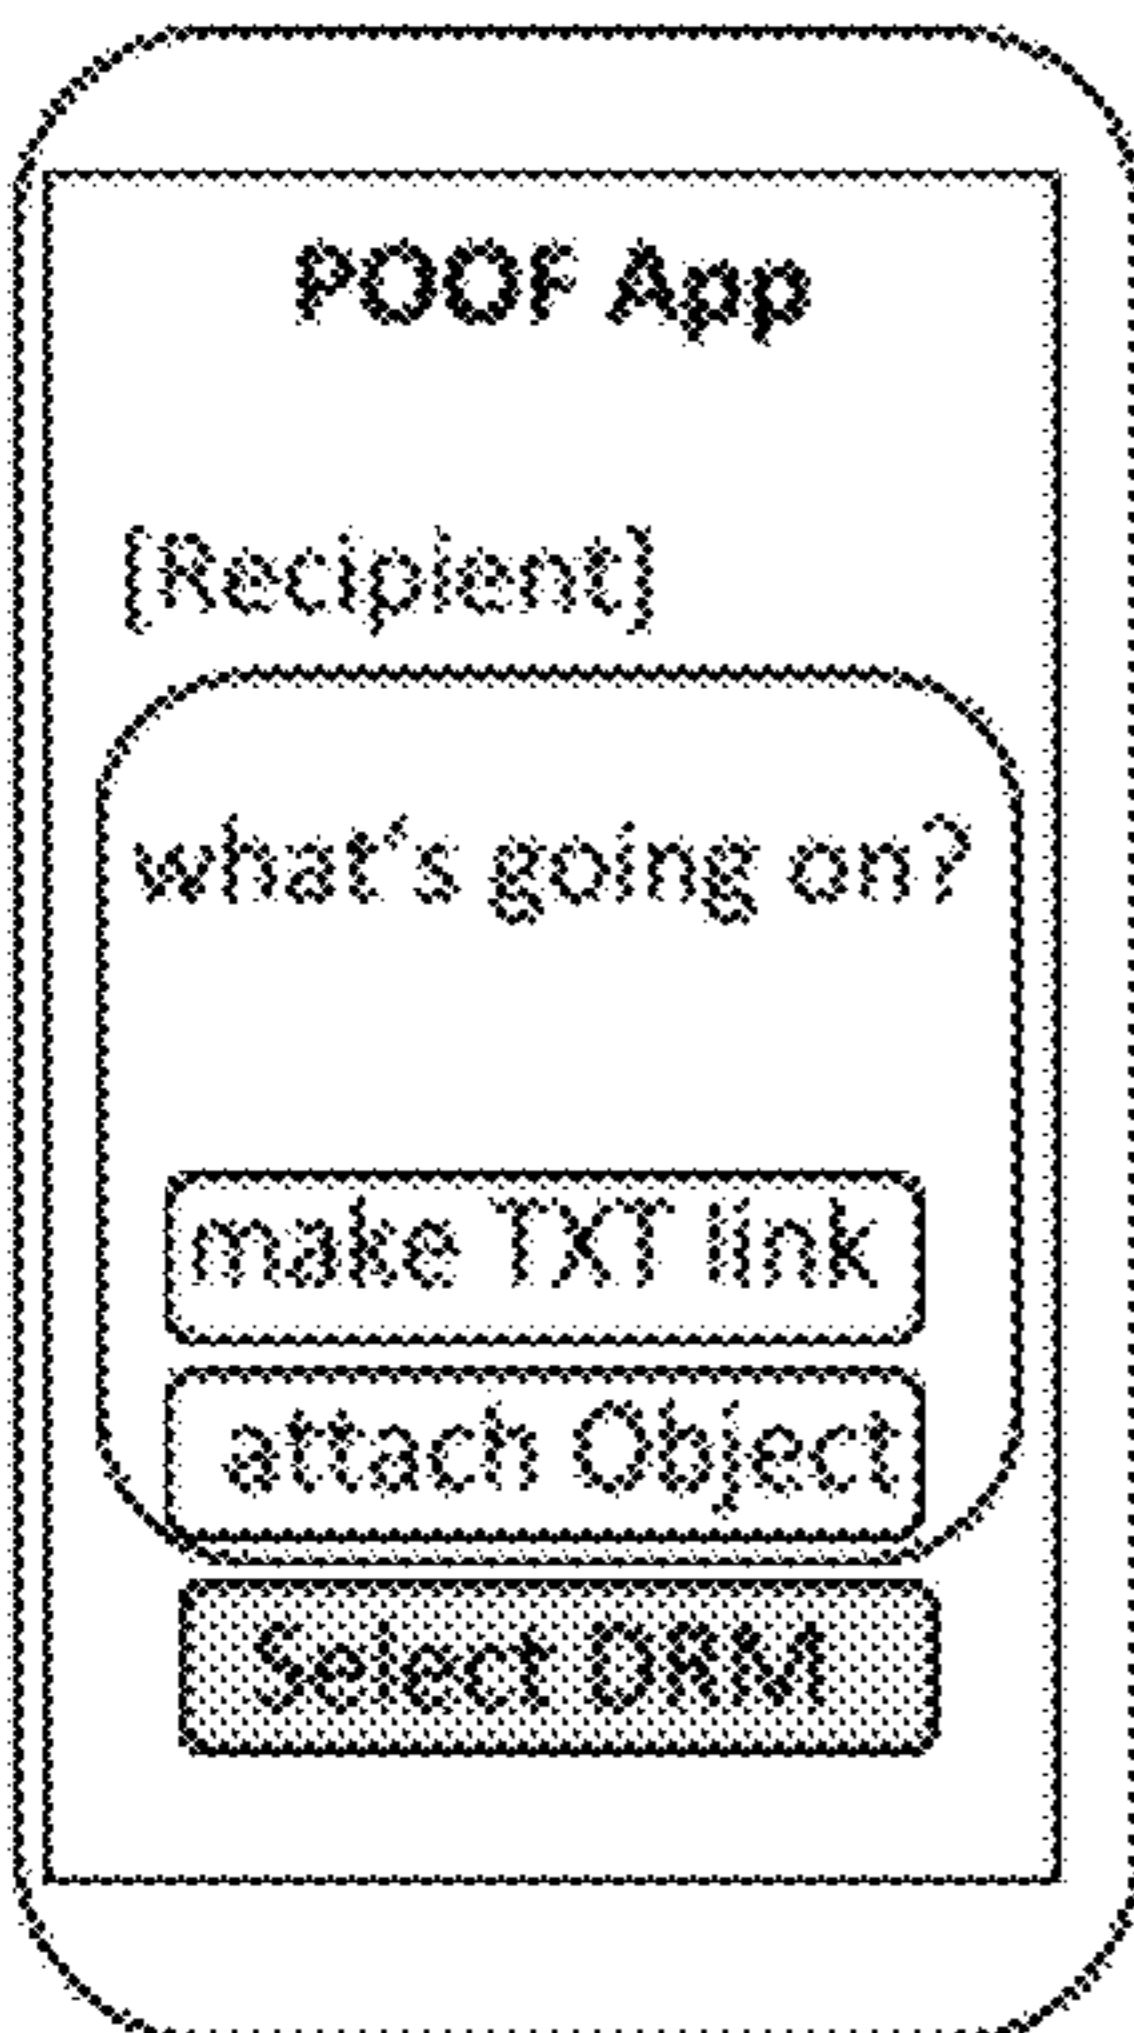 POOF App
[Recipient]
what's going on?
make TXT link
attach Object
Select DRM